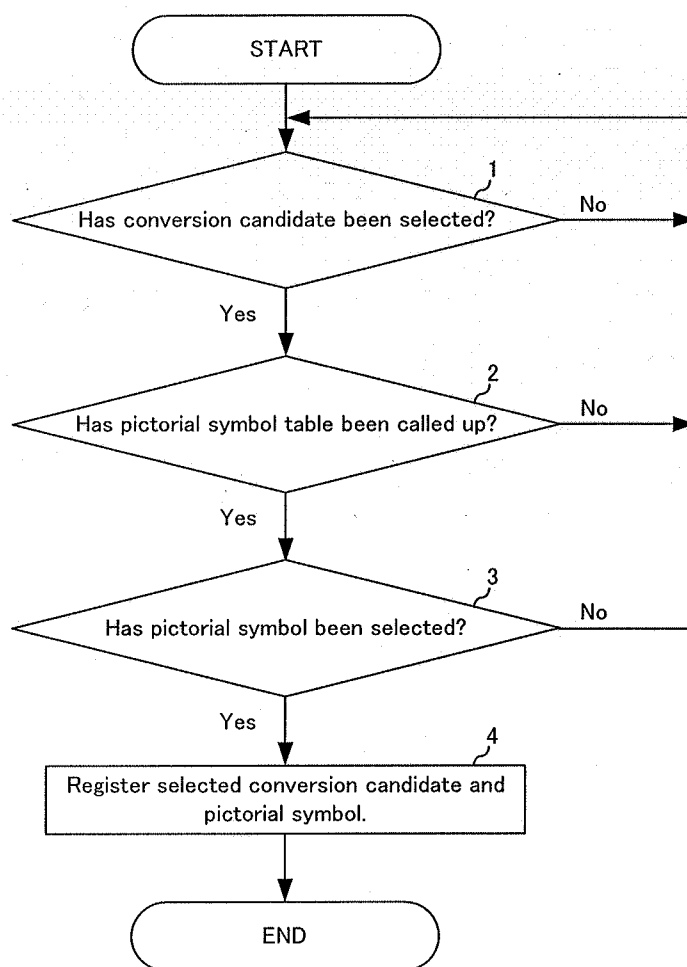 START
1
Has conversion candidate been selected?
No
Yes
2
Has pictorial symbol table been called up?
No
Yes
3
Has pictorial symbol been selected?
No
Yes
4
Register selected conversion candidate and
pictorial symbol.
END